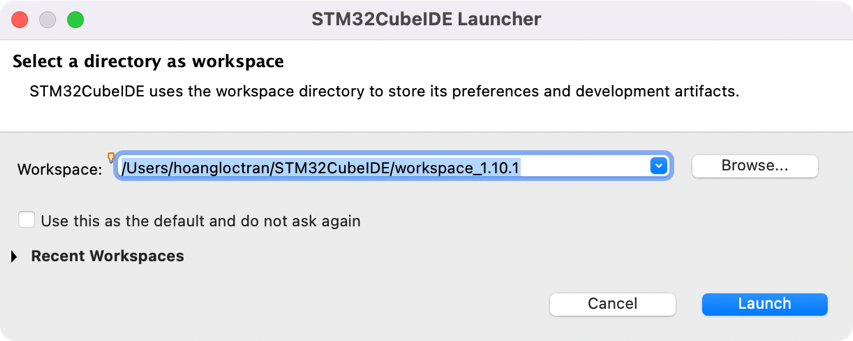 STM32CubeIDE Launcher
Select a directory as workspace
STM32CubeIDE uses the workspace directory to store its preferences and development artifacts.
Workspace: /Users/hoangloctran/STM32CubeIDE/workspace_1.10.1 Browse...
Use this as the default and do not ask again
Recent Workspaces
Cancel Launch